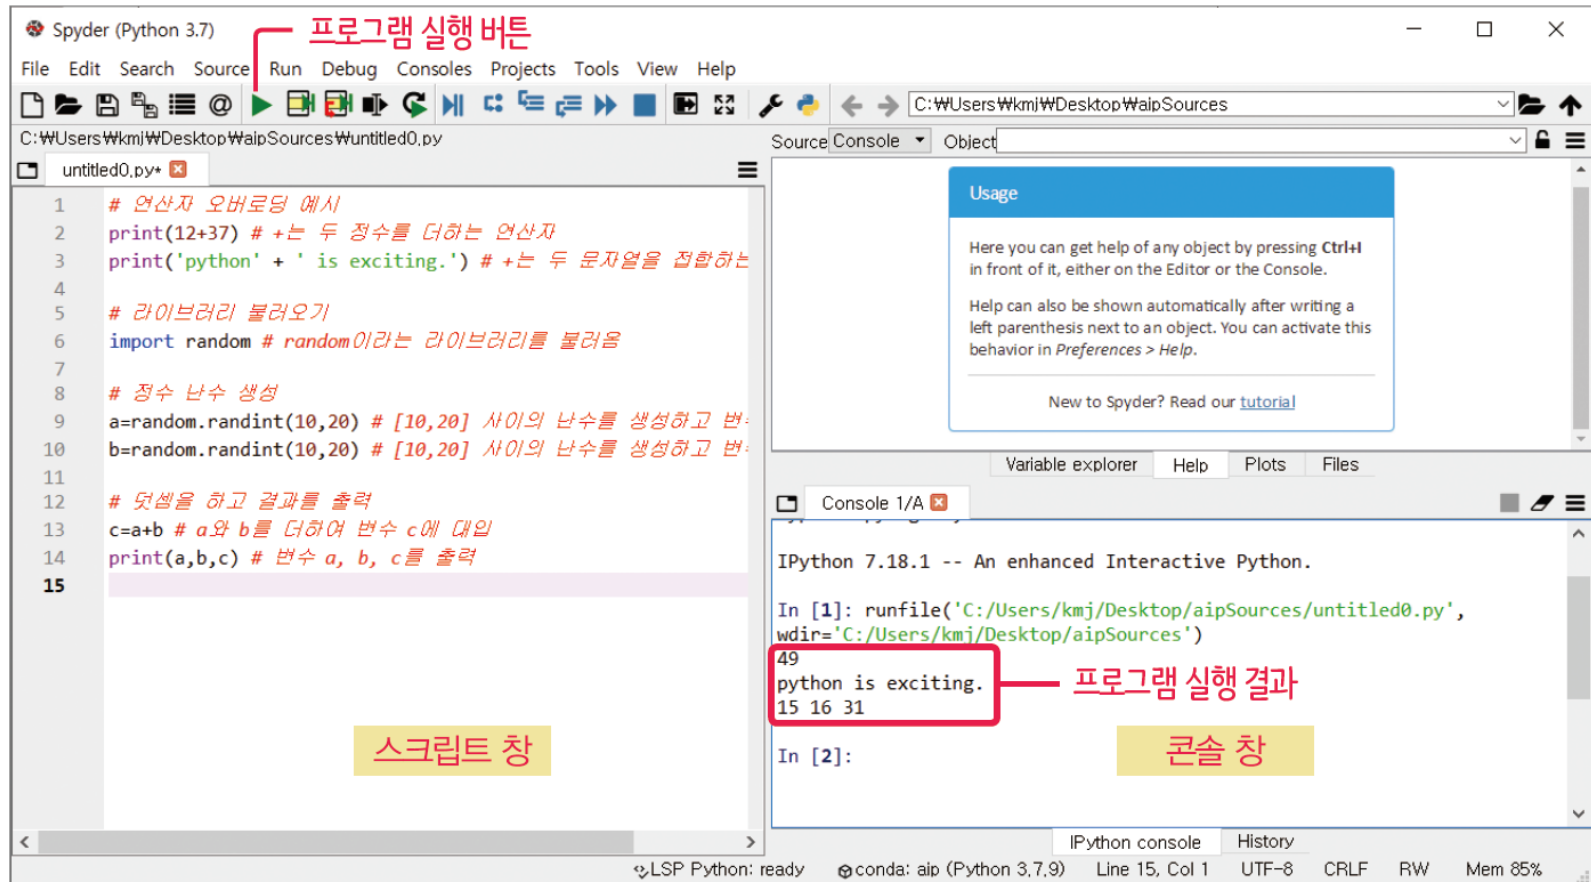 Spyder (Python 3.7)
프로그램 실행 버튼
File Edit Search Source Run Debug Consoles Projects Tools View Help
C:₩Users₩kmj₩Desktop₩aipSources
C:₩Users₩kmj₩Desktop₩aipSources₩untitled0.py
Source Console Object
untitled0.py*
1 # 연산자 오버로딩 예시
2 print(12+37) # +는 두 정수를 더하는 연산자
3 print('python' + ' is exciting.') # +는 두 문자열을 접합하는
4
5 # 라이브러리 불러오기
6 import random # random이라는 라이브러리를 불러옴
7
8 # 정수 난수 생성
9 a=random.randint(10,20) # [10,20] 사이의 난수를 생성하고 변
10 b=random.randint(10,20) # [10,20] 사이의 난수를 생성하고 변
11
12 # 덧셈을 하고 결과를 출력
13 c=a+b # a와 b를 더하여 변수 c에 대입
14 print(a,b,c) # 변수 a, b, c를 출력
15
스크립트 창
Usage
Here you can get help of any object by pressing Ctrl+I
in front of it, either on the Editor or the Console.
Help can also be shown automatically after writing a
left parenthesis next to an object. You can activate this
behavior in Preferences > Help.
New to Spyder? Read our tutorial
Variable explorer Help Plots Files
Console 1/A
IPython 7.18.1 -- An enhanced Interactive Python.
In [1]: runfile('C:/Users/kmj/Desktop/aipSources/untitled0.py',
wdir='C:/Users/kmj/Desktop/aipSources')
49
python is exciting.
15 16 31
프로그램 실행 결과
In [2]:
콘솔 창
IPython console History
LSP Python: ready conda: aip (Python 3.7.9) Line 15, Col 1 UTF-8 CRLF RW Mem 85%